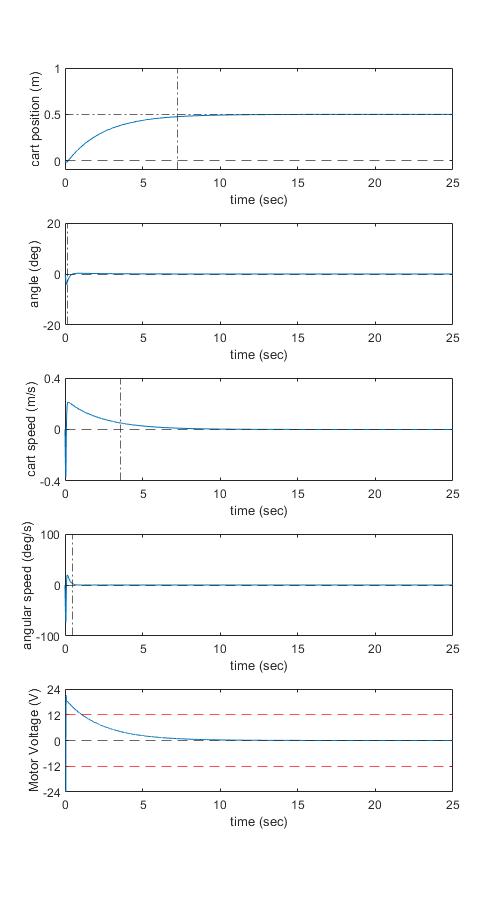 1
0.5
0
cart position (m)
0 5 10 15 20 25
time (sec)
20
0
-20
angle (deg)
0 5 10 15 20 25
time (sec)
0.4
0
-0.4
cart speed (m/s)
0 5 10 15 20 25
time (sec)
100
0
-100
angular speed (deg/s)
0 5 10 15 20 25
time (sec)
24
12
0
-12
-24
Motor Voltage (V)
0 5 10 15 20 25
time (sec)